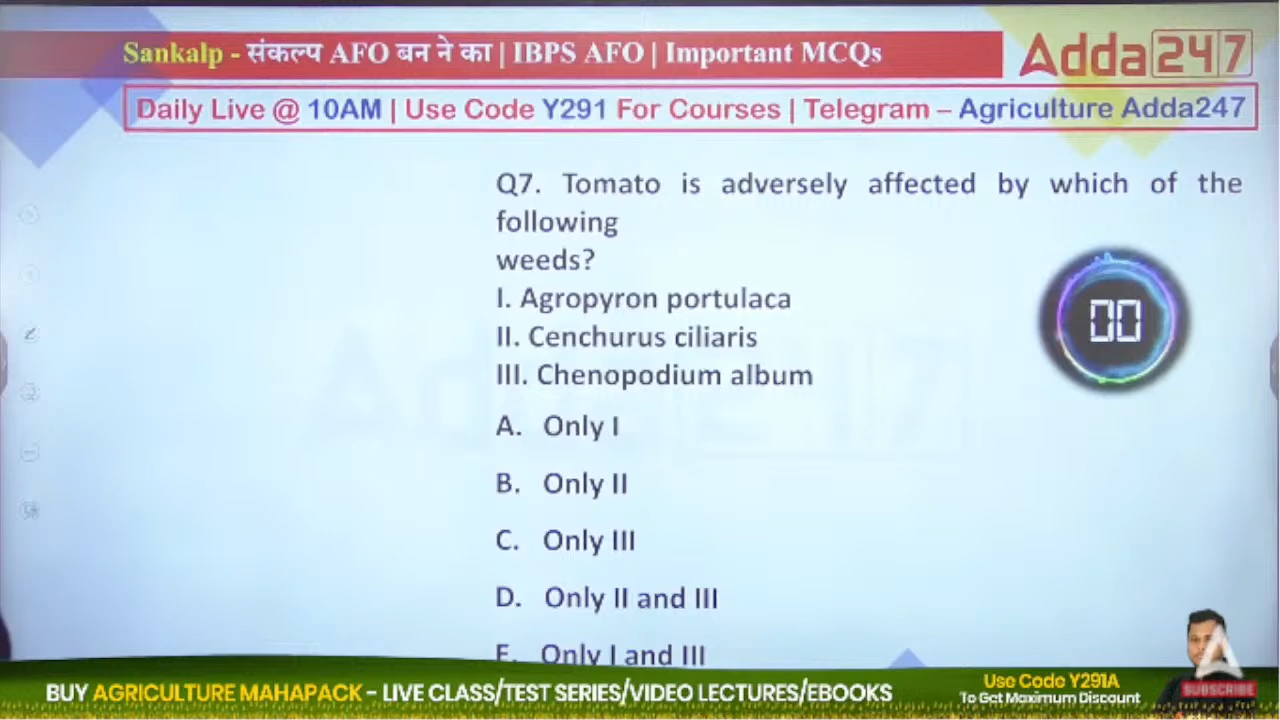 Sankalp - संकल्प AFO बन ने का | IBPS AFO | Important MCQs
Adda247
Daily Live @ 10AM | Use Code Y291 For Courses | Telegram – Agriculture Adda247
Q7. Tomato is adversely affected by which of the
following
weeds?
I. Agropyron portulaca
II. Cenchurus ciliaris
III. Chenopodium album
00
A. Only I
B. Only II
C. Only III
D. Only II and III
E. Only I and III
BUY AGRICULTURE MAHAPACK - LIVE CLASS/TEST SERIES/VIDEO LECTURES/EBOOKS
Use Code Y291A
To Get Maximum Discount
SUBSCRIBE
Adda247